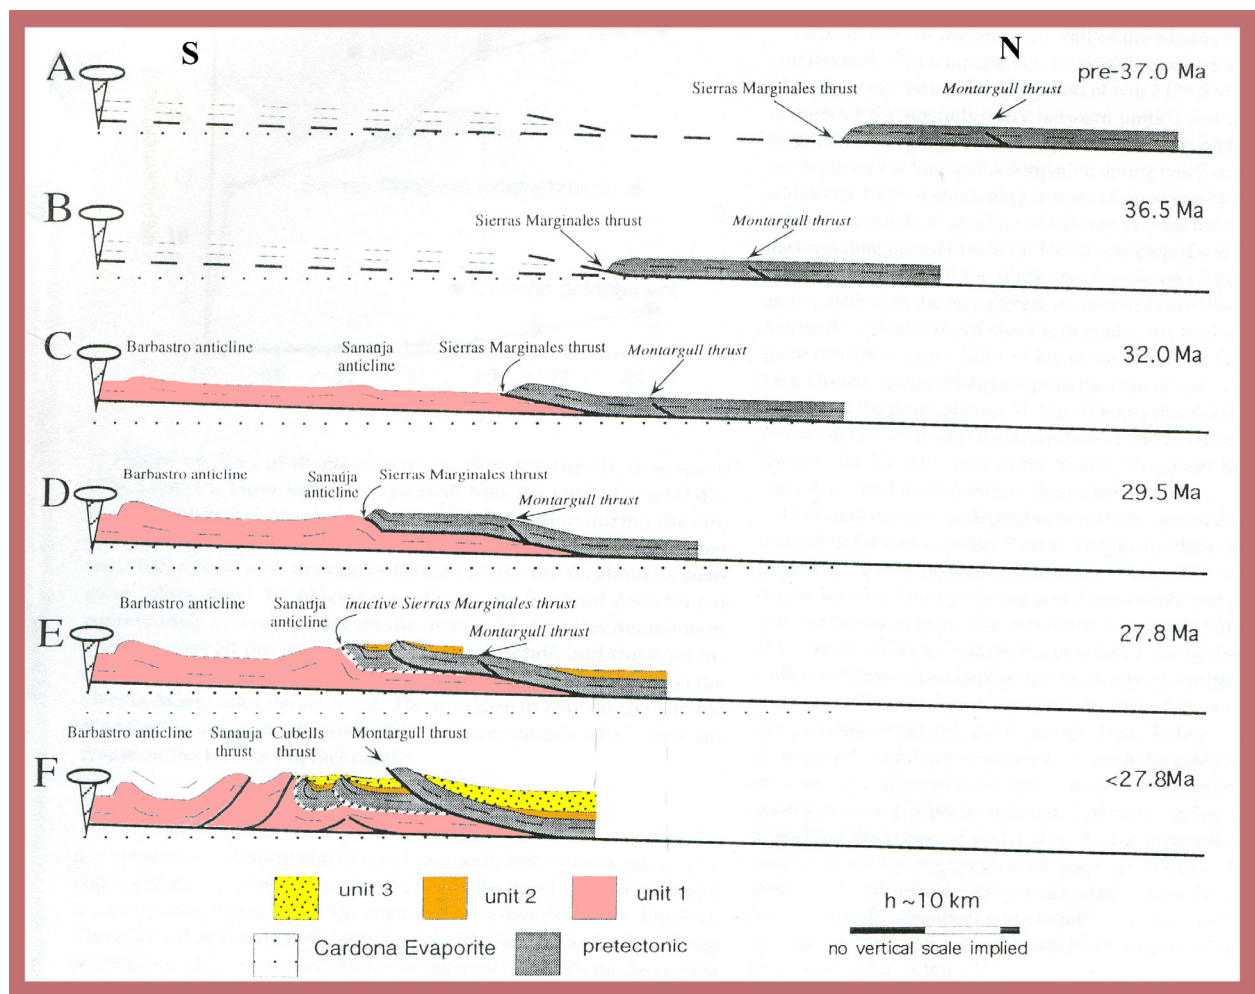 S
N
A
pre-37.0 Ma
Sierras Marginales thrust
Montargull thrust
B
36.5 Ma
Sierras Marginales thrust
Montargull thrust
C
Barbastro anticline
Sanaüja
anticline
Sierras Marginales thrust
Montargull thrust
32.0 Ma
D
Barbastro anticline
Sanaüja
anticline
Sierras Marginales thrust
Montargull thrust
29.5 Ma
E
Barbastro anticline
Sanaüja
anticline
inactive Sierras Marginales thrust
Montargull thrust
27.8 Ma
F
Barbastro anticline
Sanauja
thrust
Cubells
thrust
Montargull thrust
<27.8Ma
unit 3
unit 2
unit 1
Cardona Evaporite
pretectonic
h ~10 km
no vertical scale implied